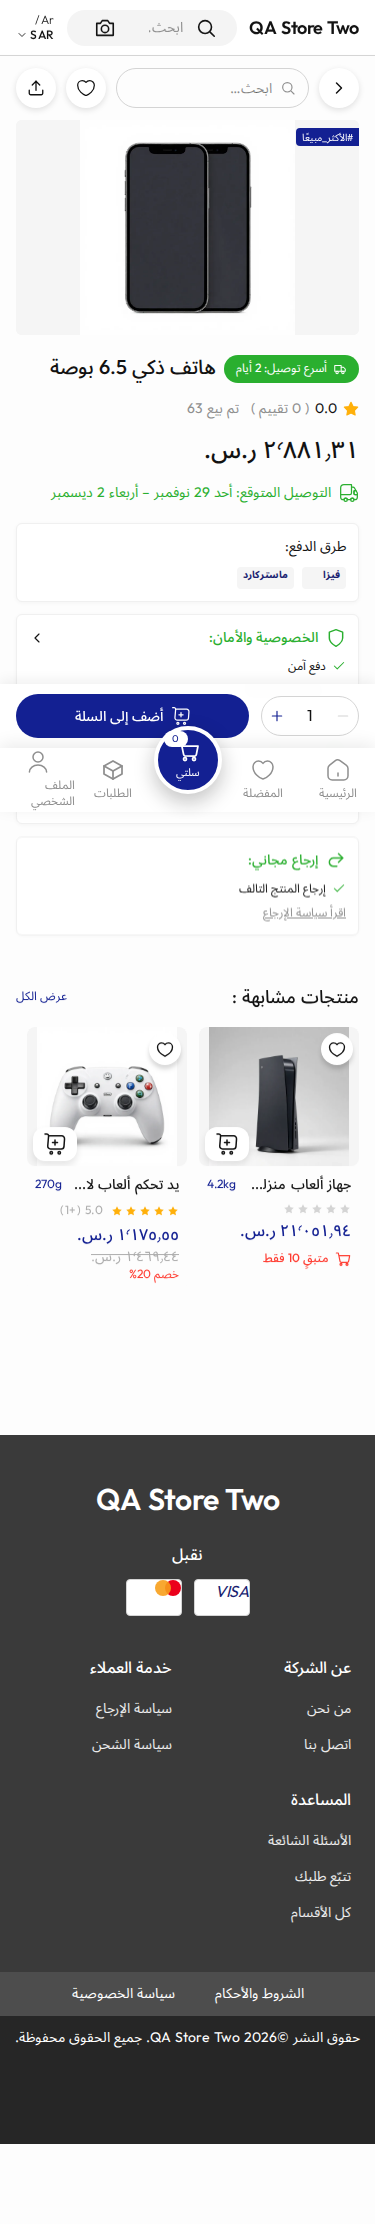 QA Store Two
ابحث.
Ar /
SAR
ابحث...
#الأكثر_مبيعًا
أسرع توصيل: 2 أيام
هاتف ذكي 6.5 بوصة
0.0 ( 0 تقييم ) تم بيع 63
٢٬٨٨١٫٣١ ر.س.
التوصيل المتوقع: أحد 29 نوفمبر – أربعاء 2 ديسمبر
طرق الدفع:
فيزا
ماستركارد
الخصوصية والأمان:
دفع آمن
1
أضف إلى السلة
0
الرئيسية
المفضلة
سلتي
الطلبات
الملف الشخصي
إرجاع مجاني:
إرجاع المنتج التالف
اقرأ سياسة الإرجاع
منتجات مشابهة :
عرض الكل
جهاز ألعاب منزلـ...
4.2kg
٢١٬٠٥١٫٩٤ ر.س.
متبقٍ 10 فقط
يد تحكم ألعاب لا...
270g
5.0 (+1)
١٬١٧٥٫٥٥ ر.س.
١٬٤٦٩٫٤٤ ر.س.
خصم 20%
QA Store Two
نقبل
VISA
عن الشركة
من نحن
اتصل بنا
خدمة العملاء
سياسة الإرجاع
سياسة الشحن
المساعدة
الأسئلة الشائعة
تتبّع طلبك
كل الأقسام
الشروط والأحكام
سياسة الخصوصية
حقوق النشر ©2026 QA Store Two. جميع الحقوق محفوظة.